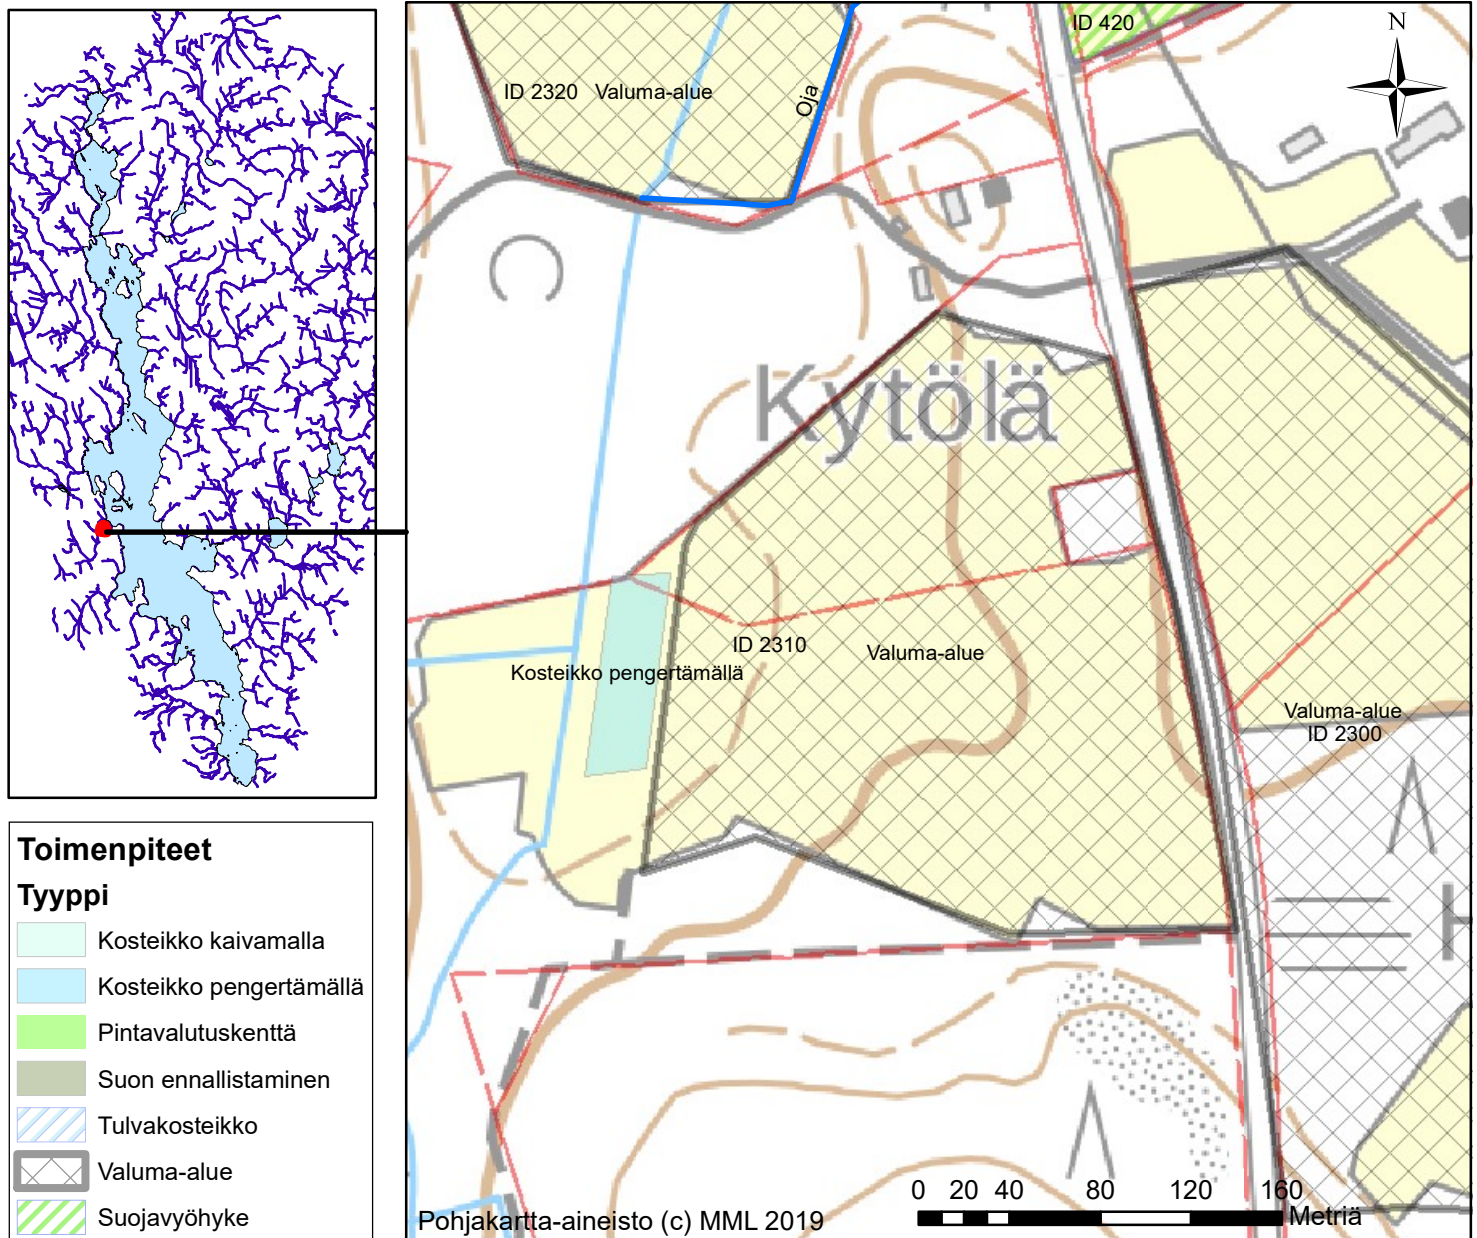 ID 420
N
ID 2320 Valuma-alue
Oja
Kytölä
ID 2310
Valuma-alue
Kosteikko pengertämällä
Valuma-alue
ID 2300
H
Toimenpiteet
Tyyppi
Kosteikko kaivamalla
Kosteikko pengertämällä
Pintavalutuskenttä
Suon ennallistaminen
Tulvakosteikko
Valuma-alue
Suojavyöhyke
0 20 40 80 120 160
Metriä
Pohjakartta-aineisto (c) MML 2019